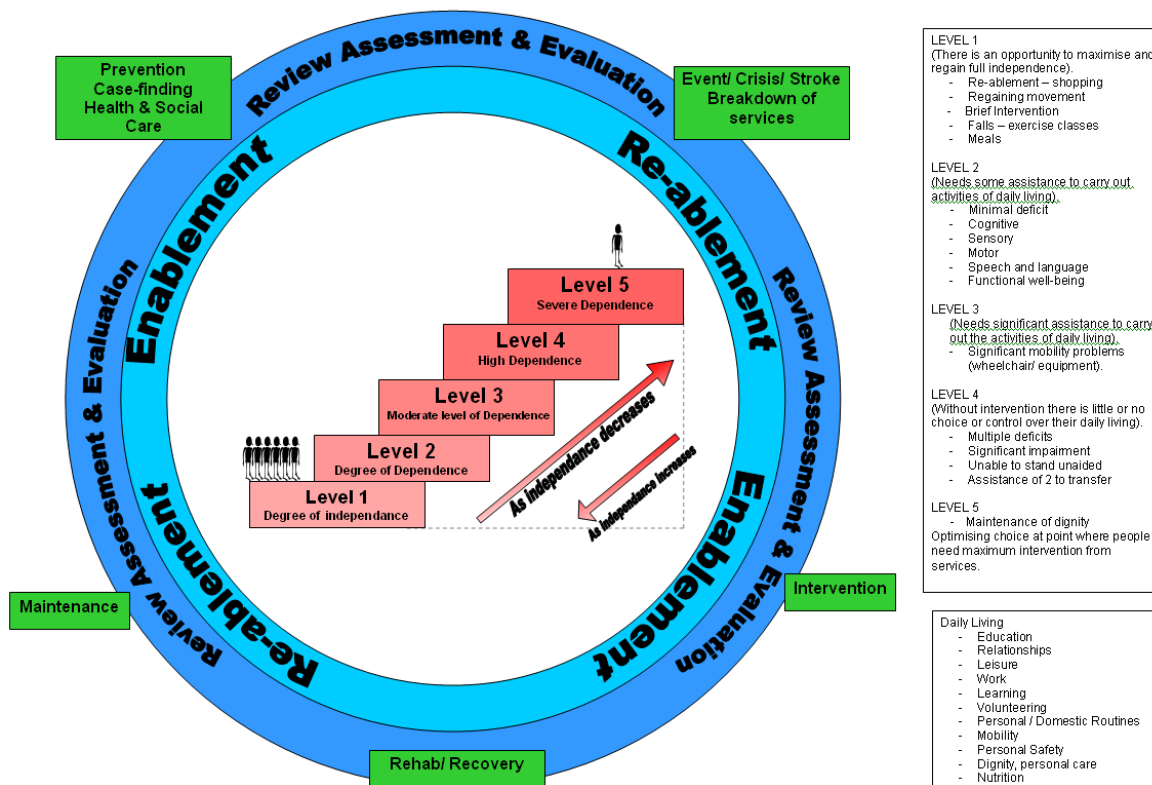 Review Assessment & Evaluation
Prevention
Case-finding
Health & Social
Care
Event/ Crisis/ Stroke
Breakdown of
services
Enablement
Re-ablement
Review Assessment & Evaluation
Review Assessment & Evaluation
Level 5
Severe Dependence
Level 4
High Dependence
Level 3
Moderate level of Dependence
Level 2
Degree of Dependence
Level 1
Degree of independance
As independance decreases
As independance increases
Re-ablement
Enablement
Maintenance
Intervention
Rehab/ Recovery
LEVEL 1
(There is an opportunity to maximise and
regain full independence).
- Re-ablement – shopping
- Regaining movement
- Brief Intervention
- Falls – exercise classes
- Meals
LEVEL 2
(Needs some assistance to carry out
activities of daily living).
- Minimal deficit
- Cognitive
- Sensory
- Motor
- Speech and language
- Functional well-being
LEVEL 3
(Needs significant assistance to carry
out the activities of daily living).
- Significant mobility problems
(wheelchair/ equipment).
LEVEL 4
(Without intervention there is little or no
choice or control over their daily living).
- Multiple deficits
- Significant impairment
- Unable to stand unaided
- Assistance of 2 to transfer
LEVEL 5
- Maintenance of dignity
Optimising choice at point where people
need maximum intervention from
services.
Daily Living
- Education
- Relationships
- Leisure
- Work
- Learning
- Volunteering
- Personal / Domestic Routines
- Mobility
- Personal Safety
- Dignity, personal care
- Nutrition